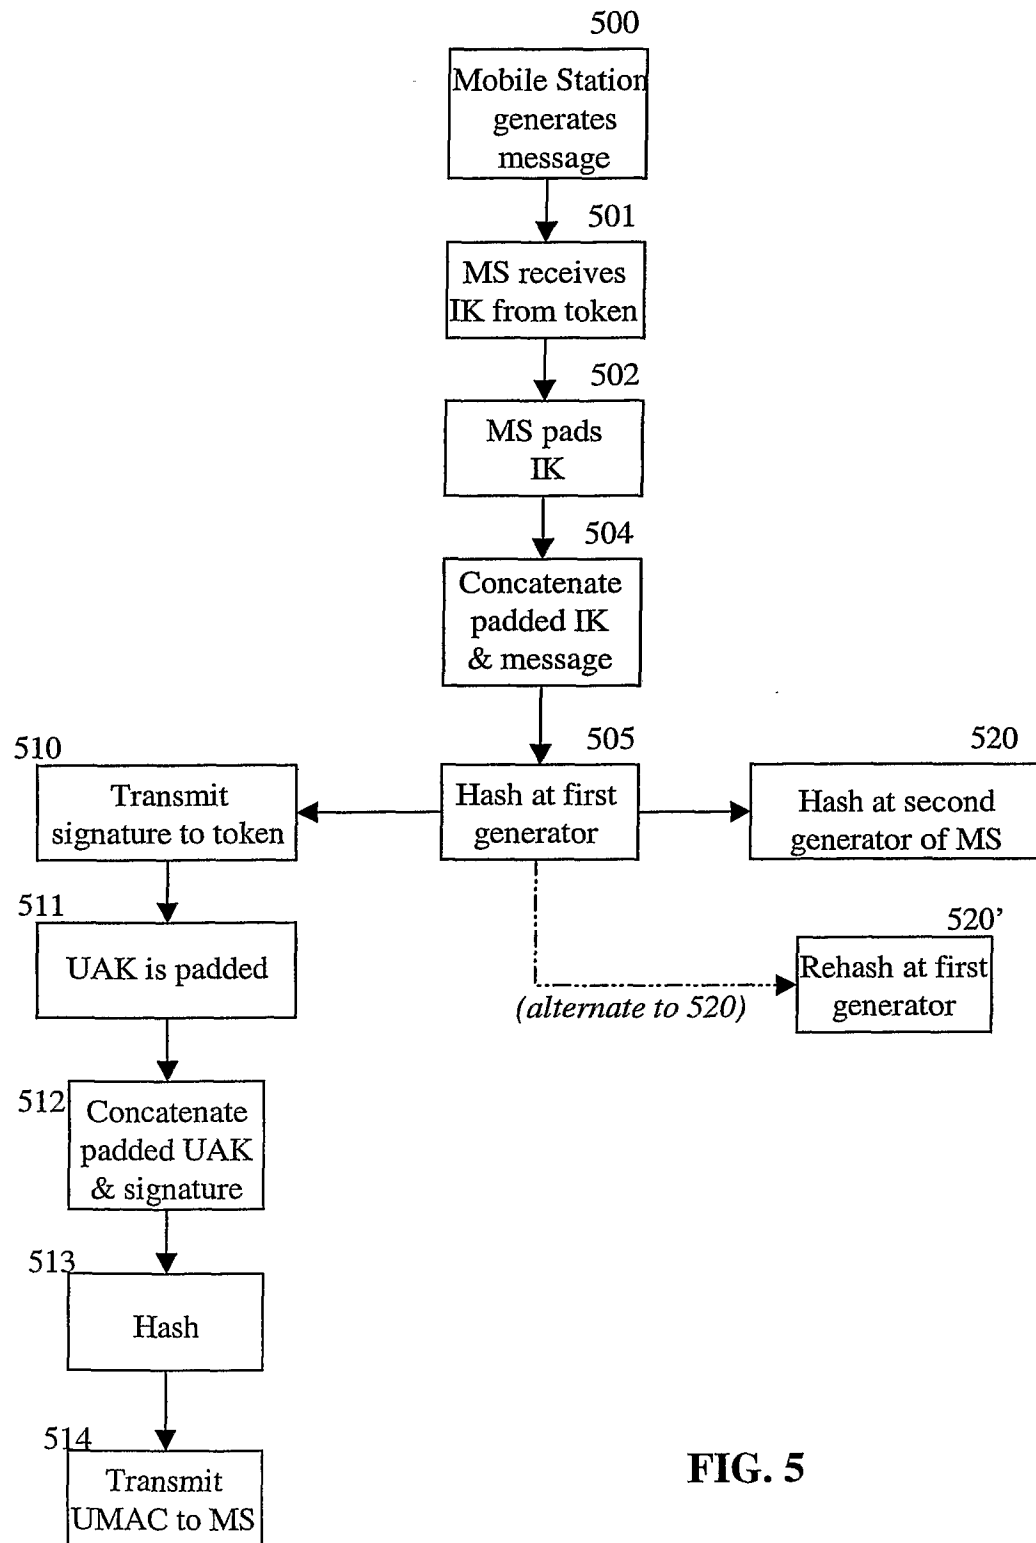 500
Mobile Station
generates
message
501
MS receives
IK from token
502
MS pads
IK
504
Concatenate
padded IK
& message
505
Hash at first
generator
510
Transmit
signature to token
520
Hash at second
generator of MS
511
UAK is padded
520’
Rehash at first
generator
(alternate to 520)
512
Concatenate
padded UAK
& signature
513
Hash
514
Transmit
UMAC to MS
FIG. 5